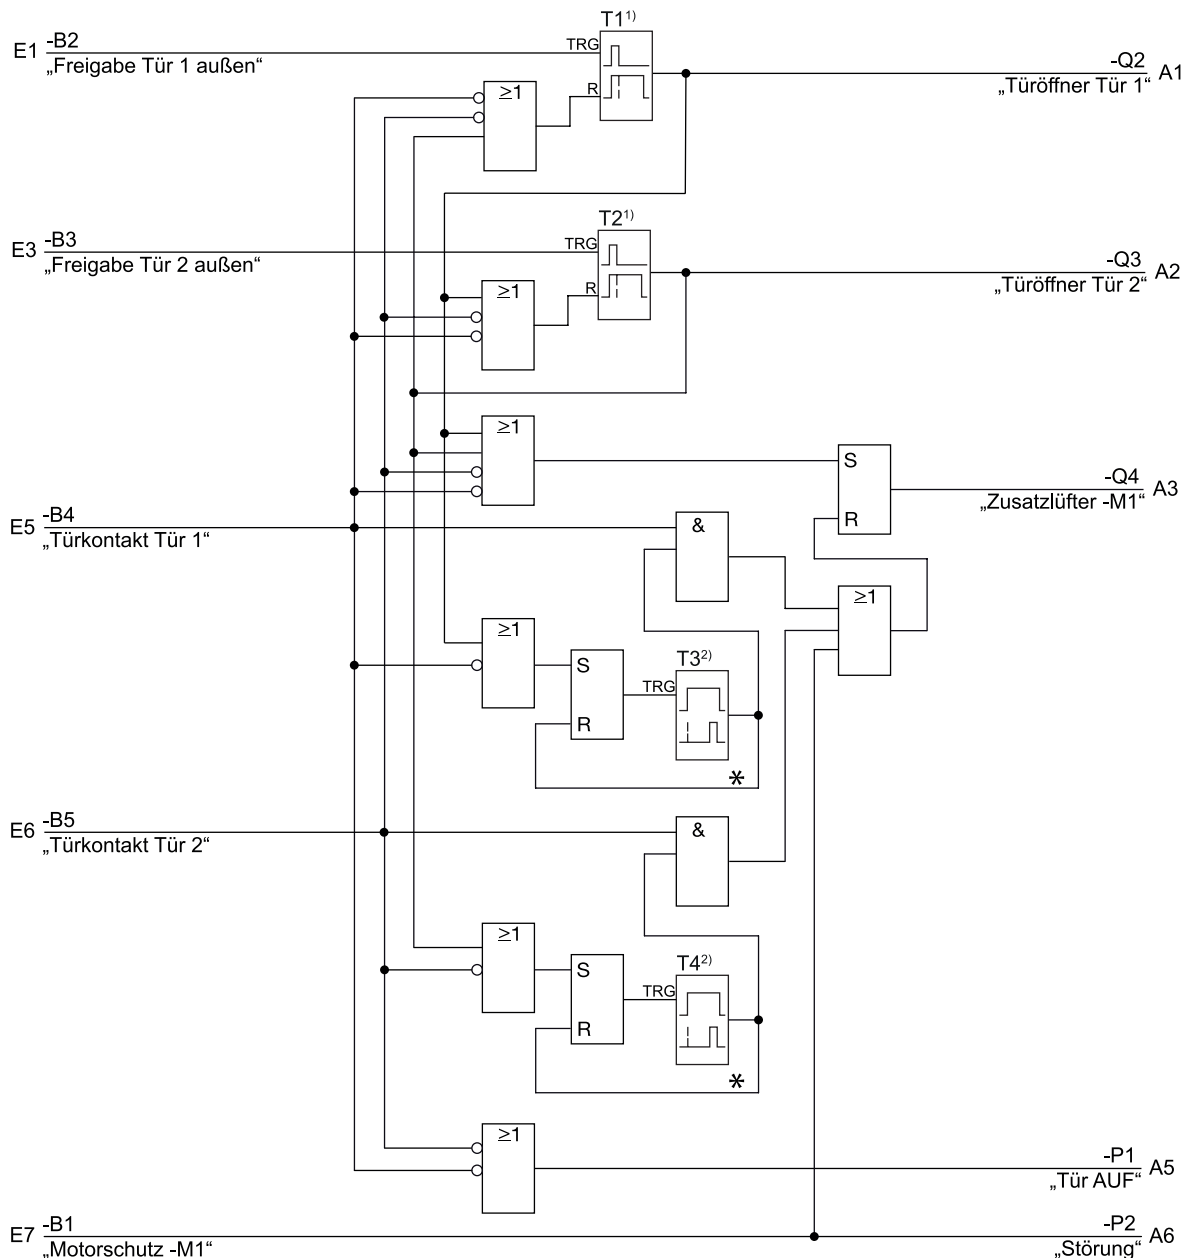 T1¹⁾
E1 -B2 TRG -Q2 A1
„Freigabe Tür 1 außen“ „Türöffner Tür 1“
≥1 R
T2¹⁾
E3 -B3 TRG -Q3 A2
„Freigabe Tür 2 außen“ „Türöffner Tür 2“
≥1 R
≥1
S
-Q4 A3
„Zusatzlüfter -M1“
R
E5 -B4
„Türkontakt Tür 1“
&
≥1
≥1
S T3²⁾
TRG
R
*
E6 -B5
„Türkontakt Tür 2“
&
≥1
S T4²⁾
TRG
R
*
≥1
-P1 A5
„Tür AUF“
E7 -B1 -P2 A6
„Motorschutz -M1“ „Störung“